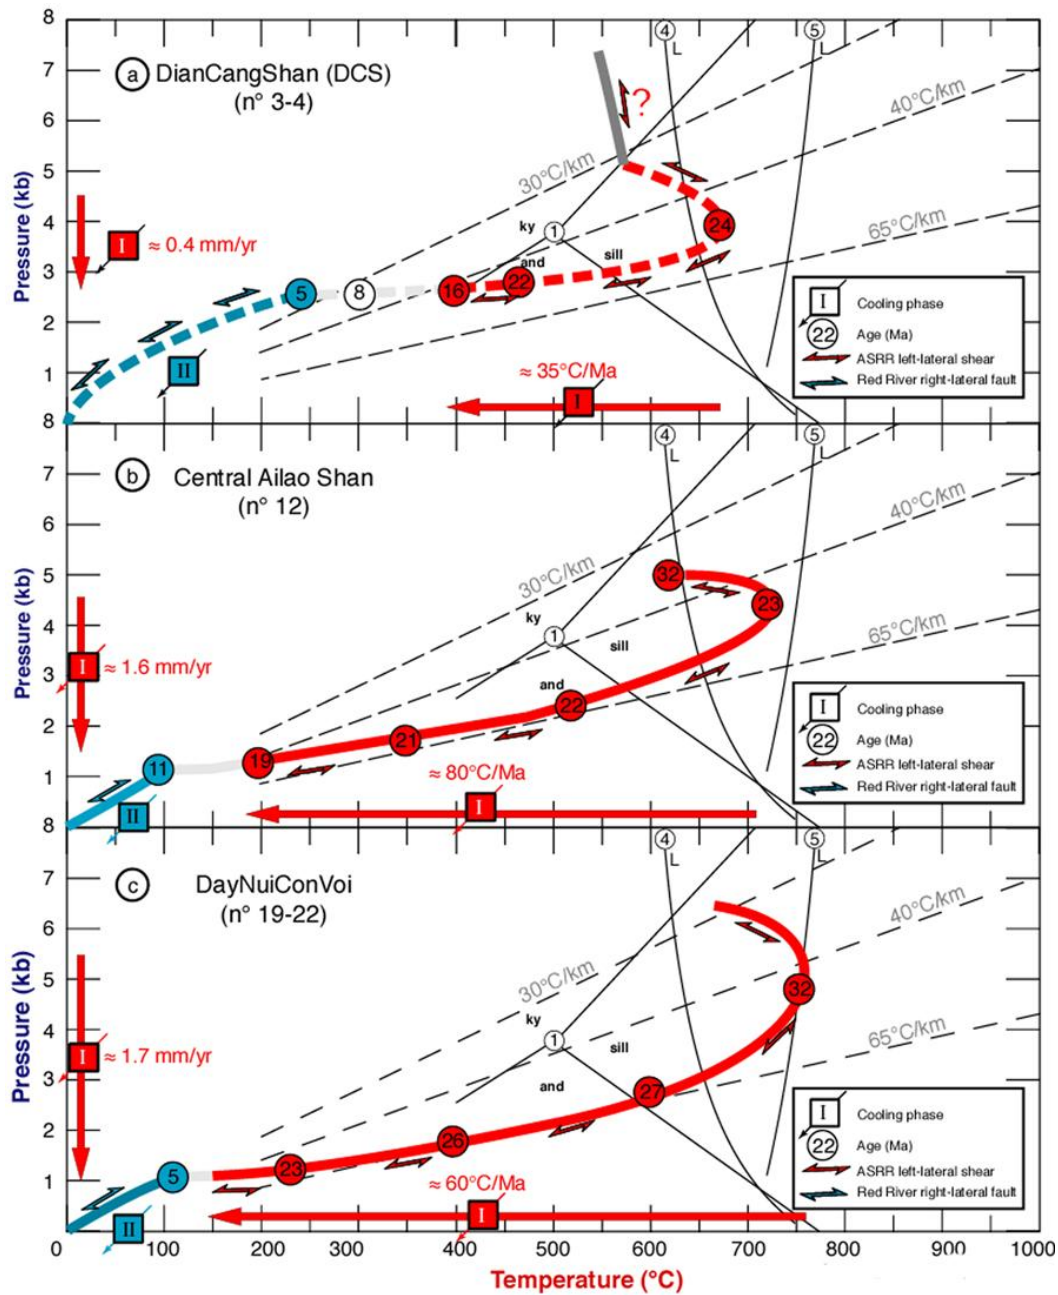 8
7
6
5
4
3
2
1
Pressure (kb)
a DianCangShan (DCS)
(n° 3-4)
4
L
5
L
?
30°C/km
40°C/km
65°C/km
I ≈ 0.4 mm/yr
ky
1
and
sill
24
22
16
8
5
II
≈ 35°C/Ma
I
I Cooling phase
22 Age (Ma)
ASRR left-lateral shear
Red River right-lateral fault
8
7
6
5
4
3
2
1
Pressure (kb)
b Central Ailao Shan
(n° 12)
4
L
5
L
30°C/km
40°C/km
65°C/km
I ≈ 1.6 mm/yr
ky
1
and
sill
32
23
22
21
19
11
II
≈ 80°C/Ma
I
I Cooling phase
22 Age (Ma)
ASRR left-lateral shear
Red River right-lateral fault
8
7
6
5
4
3
2
1
Pressure (kb)
c DayNuiConVoi
(n° 19-22)
4
L
5
L
30°C/km
40°C/km
65°C/km
I ≈ 1.7 mm/yr
ky
1
and
sill
32
27
26
23
5
II
≈ 60°C/Ma
I
I Cooling phase
22 Age (Ma)
ASRR left-lateral shear
Red River right-lateral fault
0 100 200 300 400 500 600 700 800 900 1000
Temperature (°C)